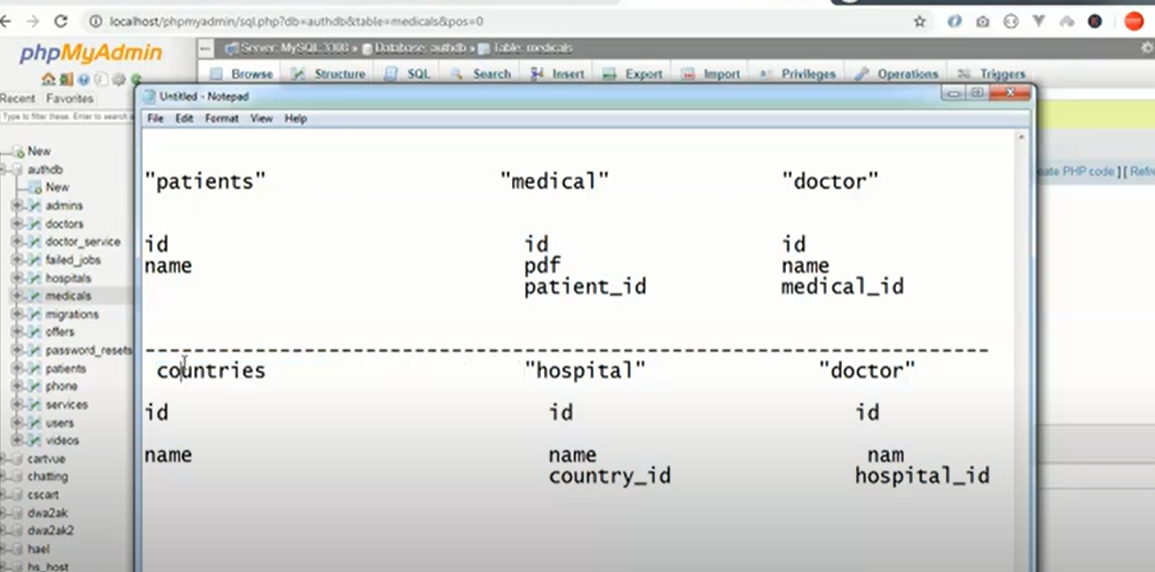 localhost/phpmyadmin/sql.php?db=authdb&table=medicals&pos=0
phpMyAdmin
Server: MySQL:3308 » Database: authdb » Table: medicals
Browse Structure SQL Search Insert Export Import Privileges Operations Triggers
Recent Favorites
Type to filter these, Enter to search
New
authdb
New
admins
doctors
doctor_service
failed_jobs
hospitals
medicals
migrations
offers
password_resets
patients
phone
services
users
videos
cartvue
chatting
cscart
dwa2ak
dwa2ak2
hael
hs_host
Untitled - Notepad
File Edit Format View Help
"patients" "medical" "doctor"
id id id
name pdf name
patient_id medical_id
--------------------------------------------------------------------
countries "hospital" "doctor"
id id id
name name nam
country_id hospital_id
eate PHP code ] [ Refre